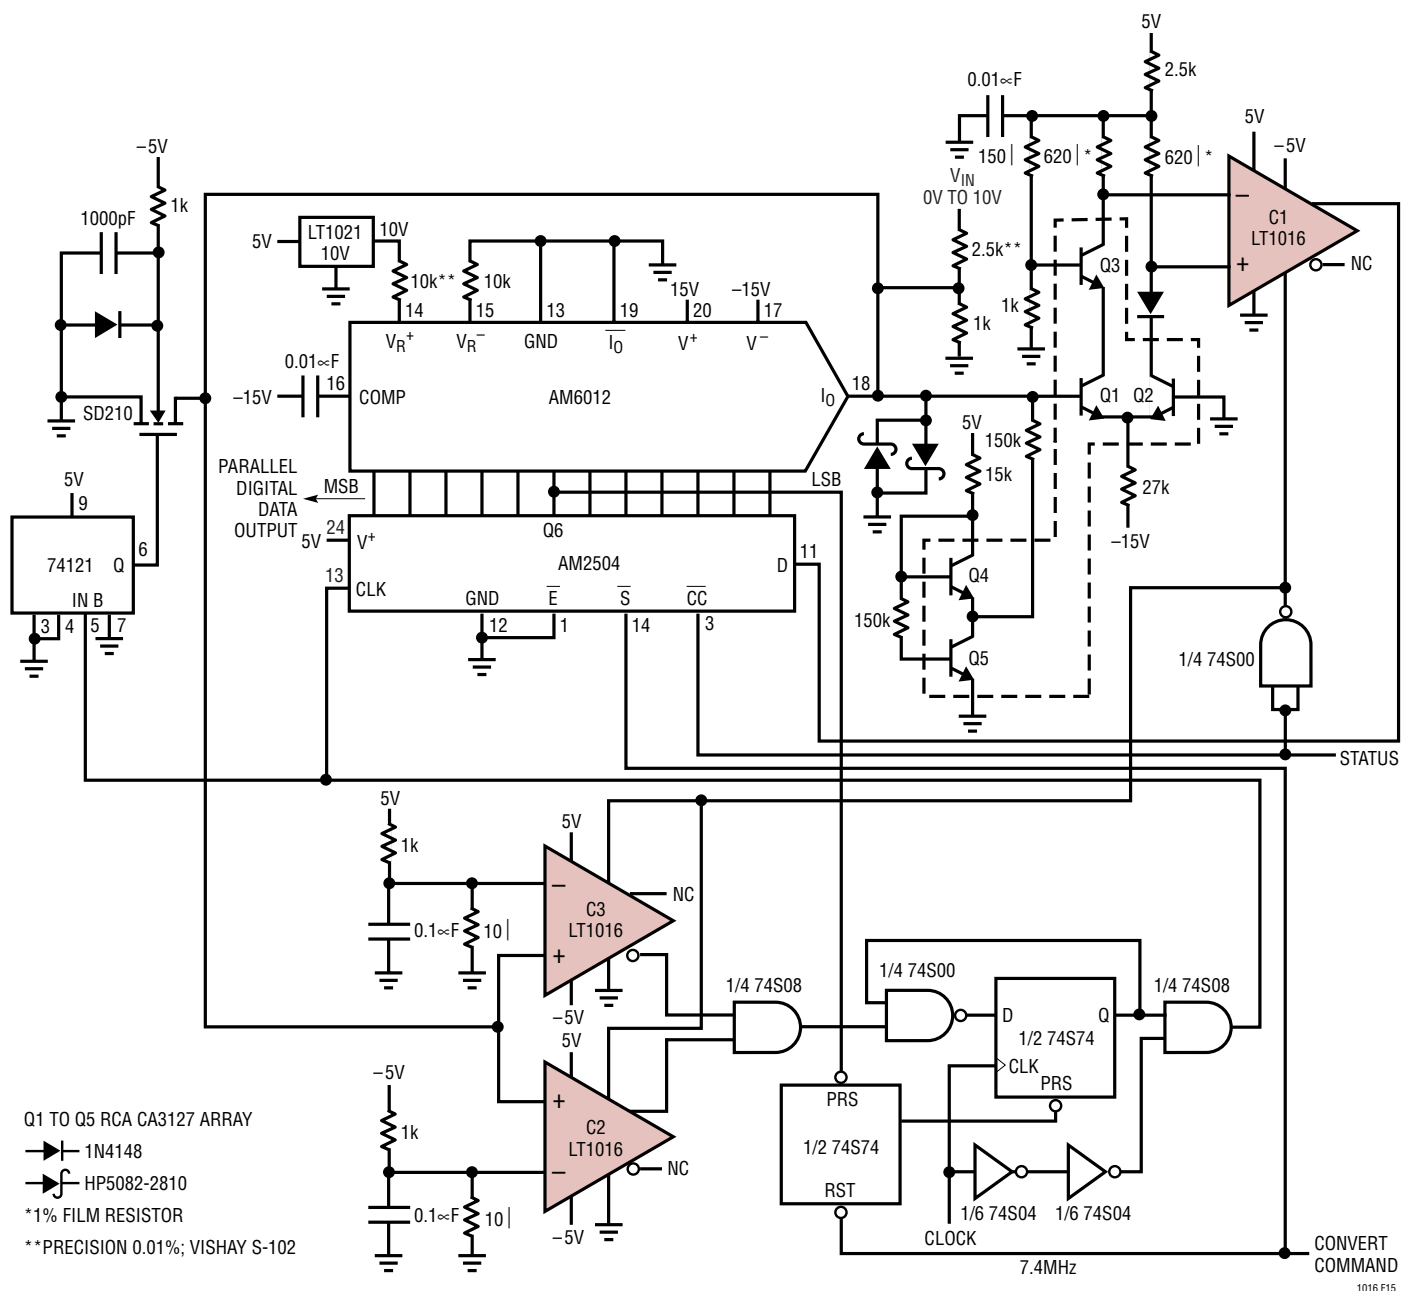 5V
2.5k
0.01∝F
150|
620| *
620| *
5V
–5V
–
C1
LT1016
+
NC
VIN
0V TO 10V
2.5k**
1k
1k
Q3
–5V
1k
1000pF
SD210
5V
LT1021
10V
10V
10k**
10k
15V
–15V
14
15
13
19
20
17
VR+
VR–
GND
IO
V+
V–
0.01∝F
–15V
16
COMP
AM6012
IO
18
Q1
Q2
5V
15k
150k
27k
–15V
PARALLEL
DIGITAL
DATA
OUTPUT
MSB
LSB
5V
9
74121
Q
6
IN B
3
4
5
7
5V
24
V+
Q6
AM2504
D
11
13
CLK
GND
E
S
CC
12
1
14
3
Q4
150k
Q5
1/4 74S00
STATUS
5V
1k
5V
–
C3
LT1016
+
NC
0.1∝F
10|
–5V
5V
–5V
1k
+
C2
LT1016
–
NC
0.1∝F
10|
–5V
1/4 74S08
1/4 74S00
D
Q
1/2 74S74
CLK
PRS
1/4 74S08
PRS
1/2 74S74
RST
1/6 74S04
1/6 74S04
CLOCK
7.4MHz
CONVERT
COMMAND
Q1 TO Q5 RCA CA3127 ARRAY
1N4148
HP5082-2810
*1% FILM RESISTOR
**PRECISION 0.01%; VISHAY S-102
1016 F15